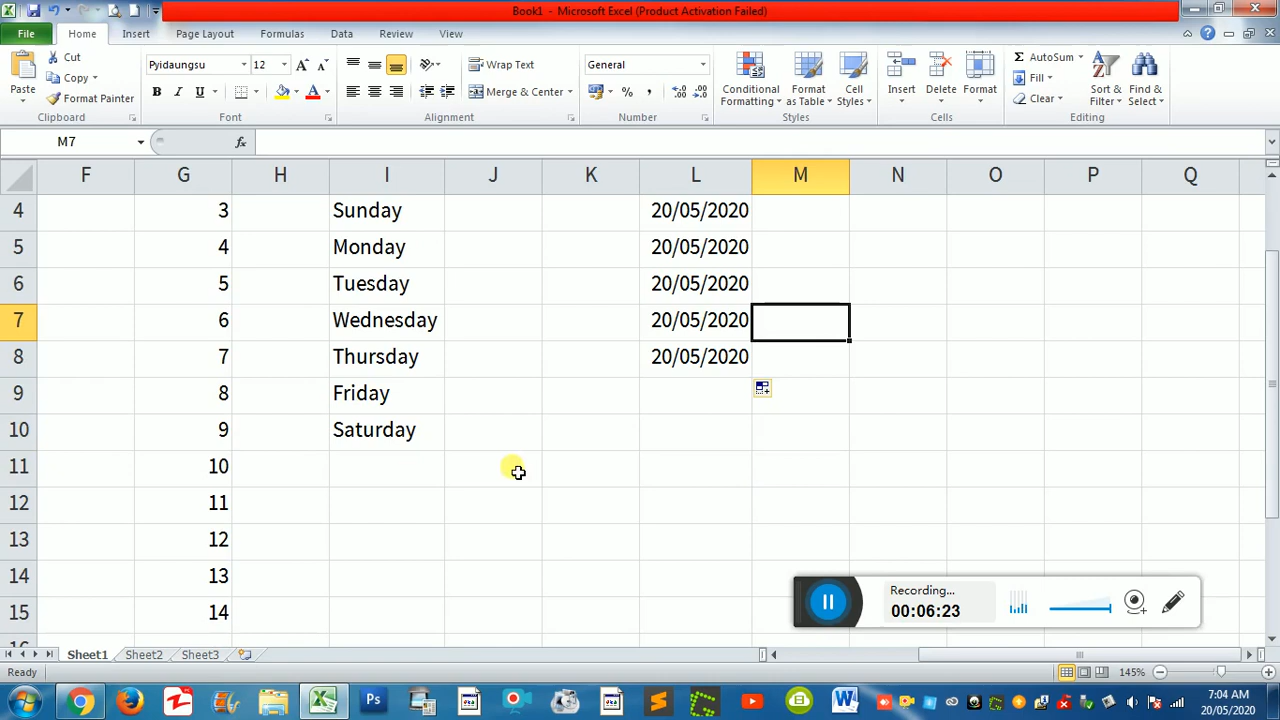 Book1 - Microsoft Excel (Product Activation Failed)
File Home Insert Page Layout Formulas Data Review View
Paste
Cut
Copy
Format Painter
Clipboard
Pyidaungsu 12
B I U
Font
Wrap Text
Merge & Center
Alignment
General
%
Number
Conditional Formatting
Format as Table
Cell Styles
Styles
Insert Delete Format
Cells
AutoSum
Fill
Clear
Sort & Filter
Find & Select
Editing
M7 fx
F G H I J K L M N O P Q
4 3 Sunday 20/05/2020
5 4 Monday 20/05/2020
6 5 Tuesday 20/05/2020
7 6 Wednesday 20/05/2020
8 7 Thursday 20/05/2020
9 8 Friday
10 9 Saturday
11 10
12 11
13 12
14 13
15 14
Recording...
00:06:23
Sheet1 Sheet2 Sheet3
Ready 145%
7:04 AM
20/05/2020